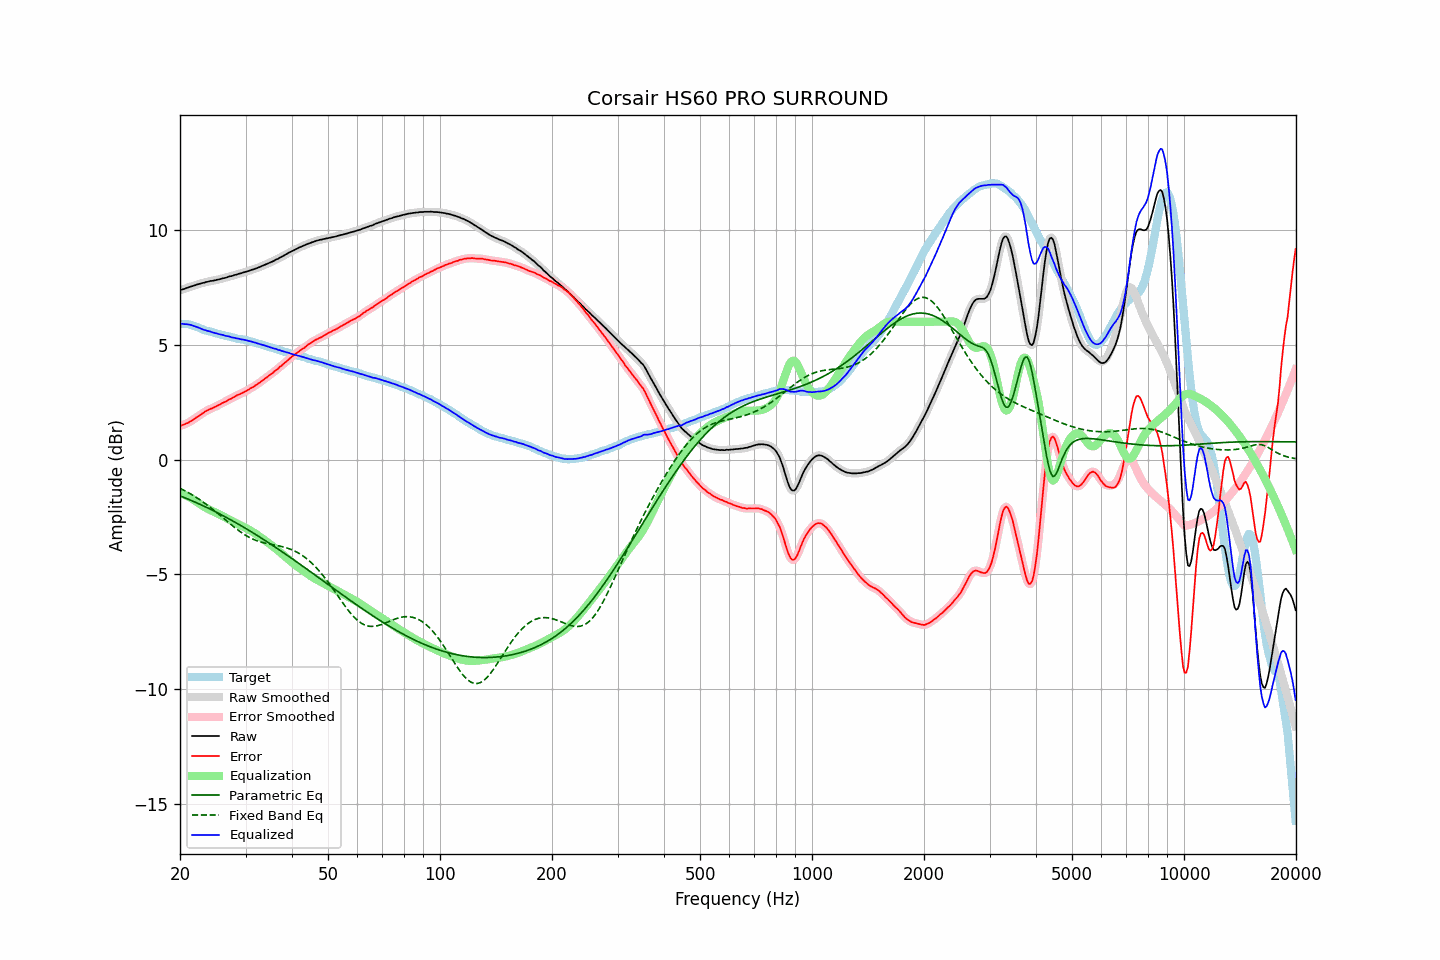 Corsair HS60 PRO SURROUND
Amplitude (dBr)
10
5
0
−5
−10
−15
Target
Raw Smoothed
Error Smoothed
Raw
Error
Equalization
Parametric Eq
Fixed Band Eq
Equalized
20 50 100 200 500 1000 2000 5000 10000 20000
Frequency (Hz)